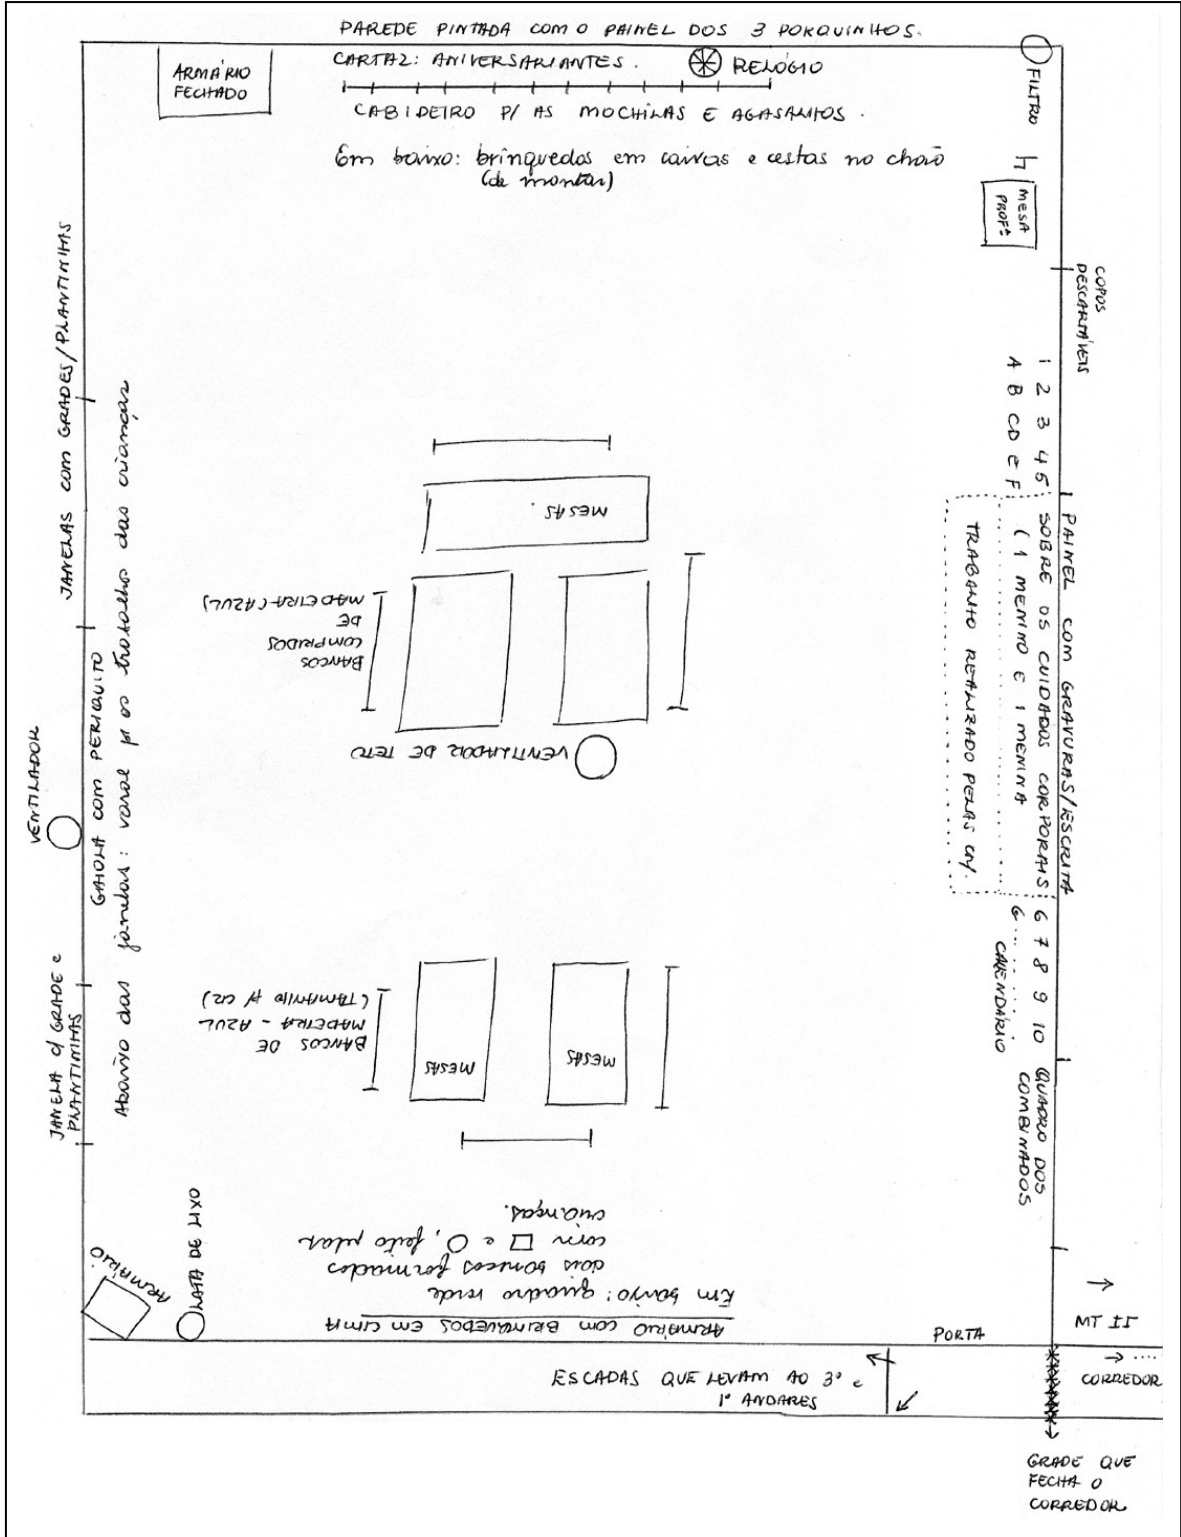 PAREDE PINTADA COM O PAINEL DOS 3 PORQUINHOS.
CARTAZ: ANIVERSARIANTES.
RELÓGIO
ARMÁRIO
FECHADO
CABIDEIRO P/ AS MOCHILAS E AGASALHOS.
Em baixo: brinquedos em caixas e cestas no chão
(de montar)
FILTRO
MESA
PROFª
COPOS
DESCARTÁVEIS
1 2 3 4 5
A B C D E F
PAINEL COM GRAVURAS/ESCRITA
SOBRE OS CUIDADOS CORPORAIS
(1 MENINO E 1 MENINA
TRABALHO REALIZADO PELAS CÇ.
6 7 8 9 10
G ........
CALENDÁRIO
QUADRO DOS
COMBINADOS
JANELAS COM GRADES/PLANTINHAS
GAIOLA COM PERIQUITO
VENTILADOR
JANELA C/ GRADE e
PLANTINHAS
Abaixo das janelas: varal p/ os trabalhos das crianças
MESAS
BANCOS
COMPRIDOS
DE
MADEIRA (AZUL)
VENTILADOR DE TETO
BANCOS DE
MADEIRA - AZUL
(TAMANHO P/ CÇ)
MESAS
MESAS
ARMÁRIO
LATA DE LIXO
ARMÁRIO COM BRINQUEDOS EM CIMA
Em baixo: quadro verde
dois bonecos formados
com □ e O, feito pelas
crianças.
PORTA
MT II
CORREDOR
ESCADAS QUE LEVAM AO 3º e
1º ANDARES
GRADE QUE
FECHA O
CORREDOR